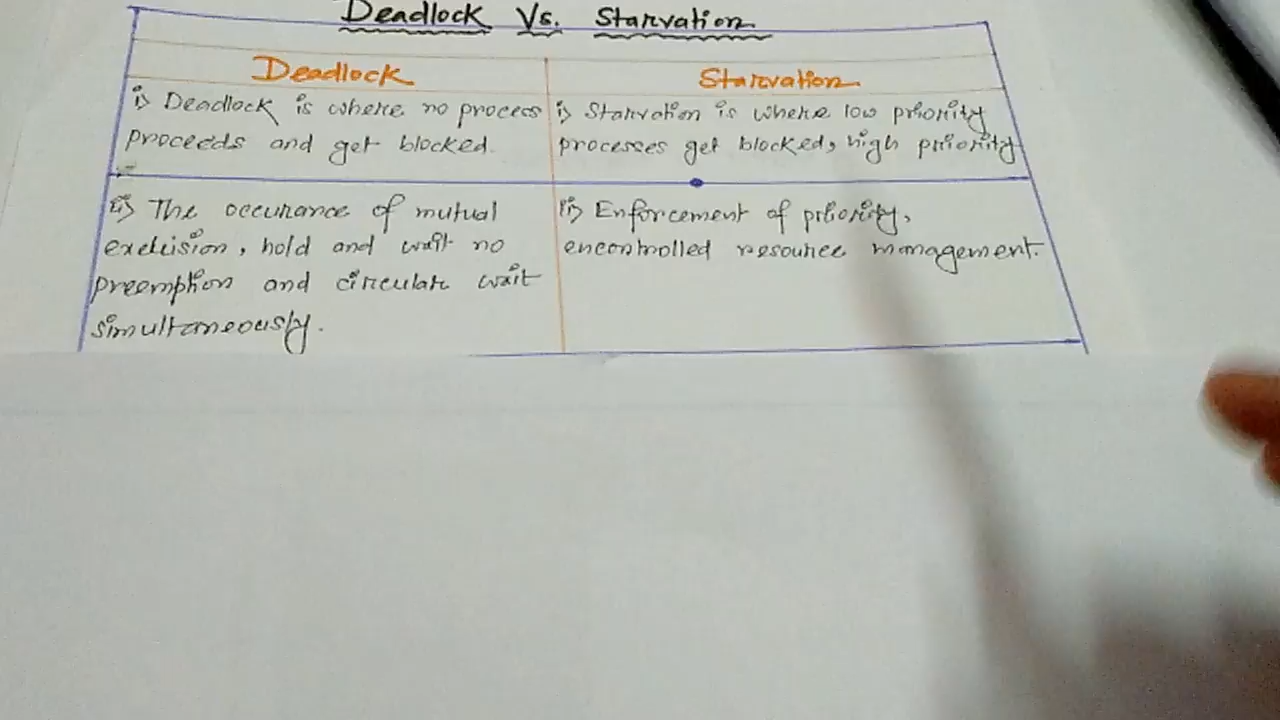 Deadlock Vs. Starvation
Deadlock
Starvation
i) Deadlock is where no process
proceeds and get blocked.
i) Starvation is where low priority
processes get blocked, high priority
ii) The occurance of mutual
exclusion, hold and wait no
preemption and circular wait
simultaneously.
ii) Enforcement of priority,
encontrolled resource management.